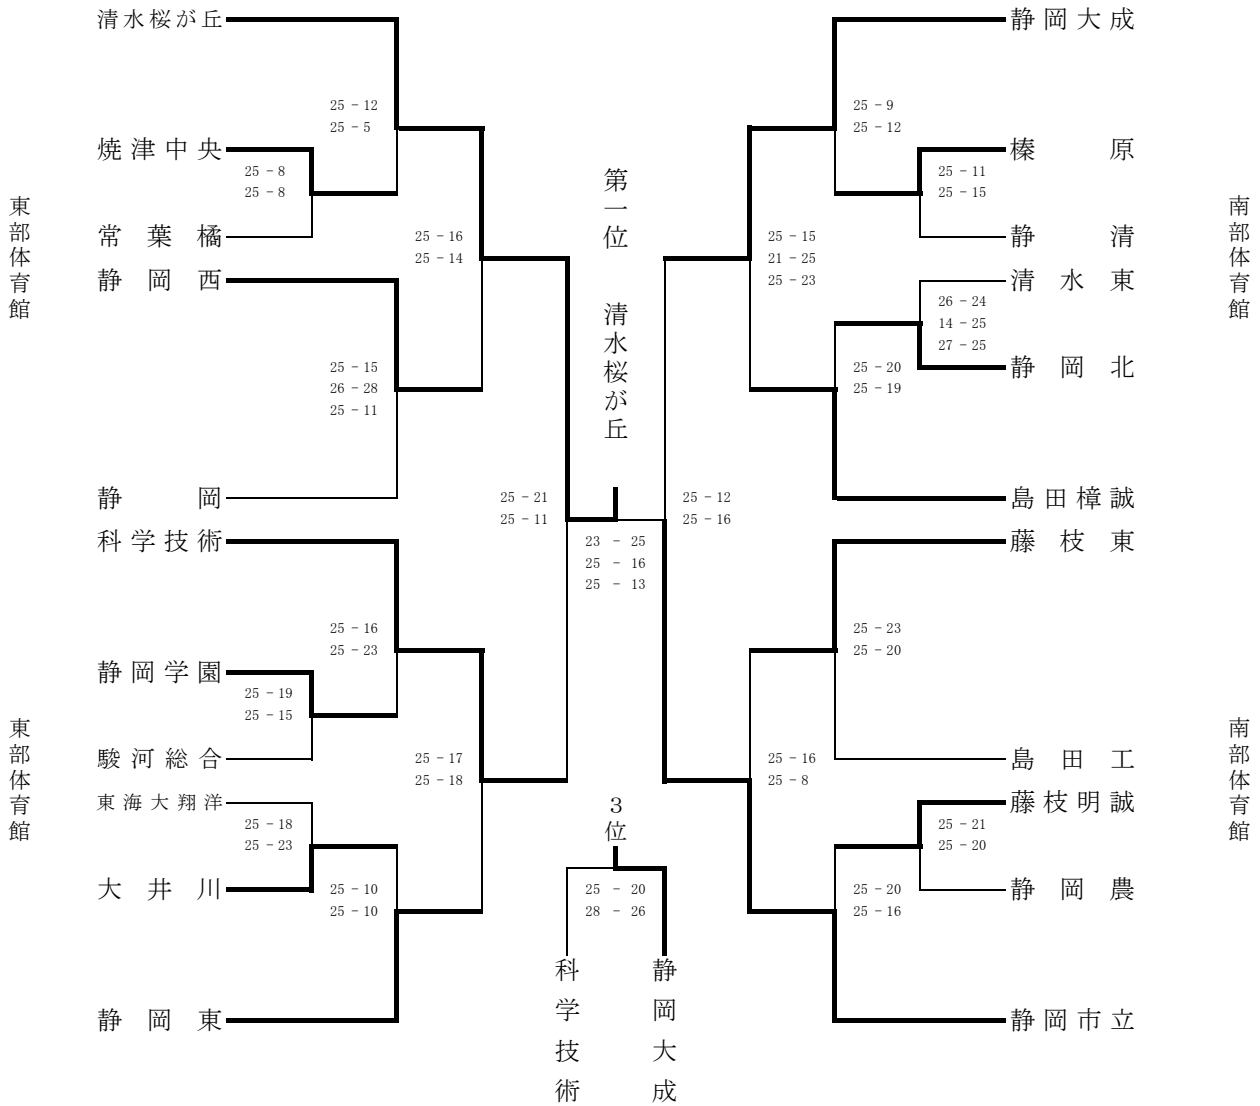 清水桜が丘
25 - 12
25 - 5
焼津中央
25 - 8
25 - 8
常葉橘
25 - 16
25 - 14
静岡西
25 - 15
26 - 28
25 - 11
静岡
東部体育館
25 - 21
25 - 11
科学技術
25 - 16
25 - 23
静岡学園
25 - 19
25 - 15
駿河総合
25 - 17
25 - 18
東海大翔洋
25 - 18
25 - 23
大井川
25 - 10
25 - 10
静岡東
東部体育館
第一位 清水桜が丘
23 - 25
25 - 16
25 - 13
3位
25 - 20
28 - 26
科学技術
静岡大成
静岡大成
25 - 9
25 - 12
榛原
25 - 11
25 - 15
静清
25 - 15
21 - 25
25 - 23
清水東
26 - 24
14 - 25
27 - 25
静岡北
25 - 20
25 - 19
島田樟誠
南部体育館
25 - 12
25 - 16
藤枝東
25 - 23
25 - 20
島田工
25 - 16
25 - 8
藤枝明誠
25 - 21
25 - 20
静岡農
25 - 20
25 - 16
静岡市立
南部体育館